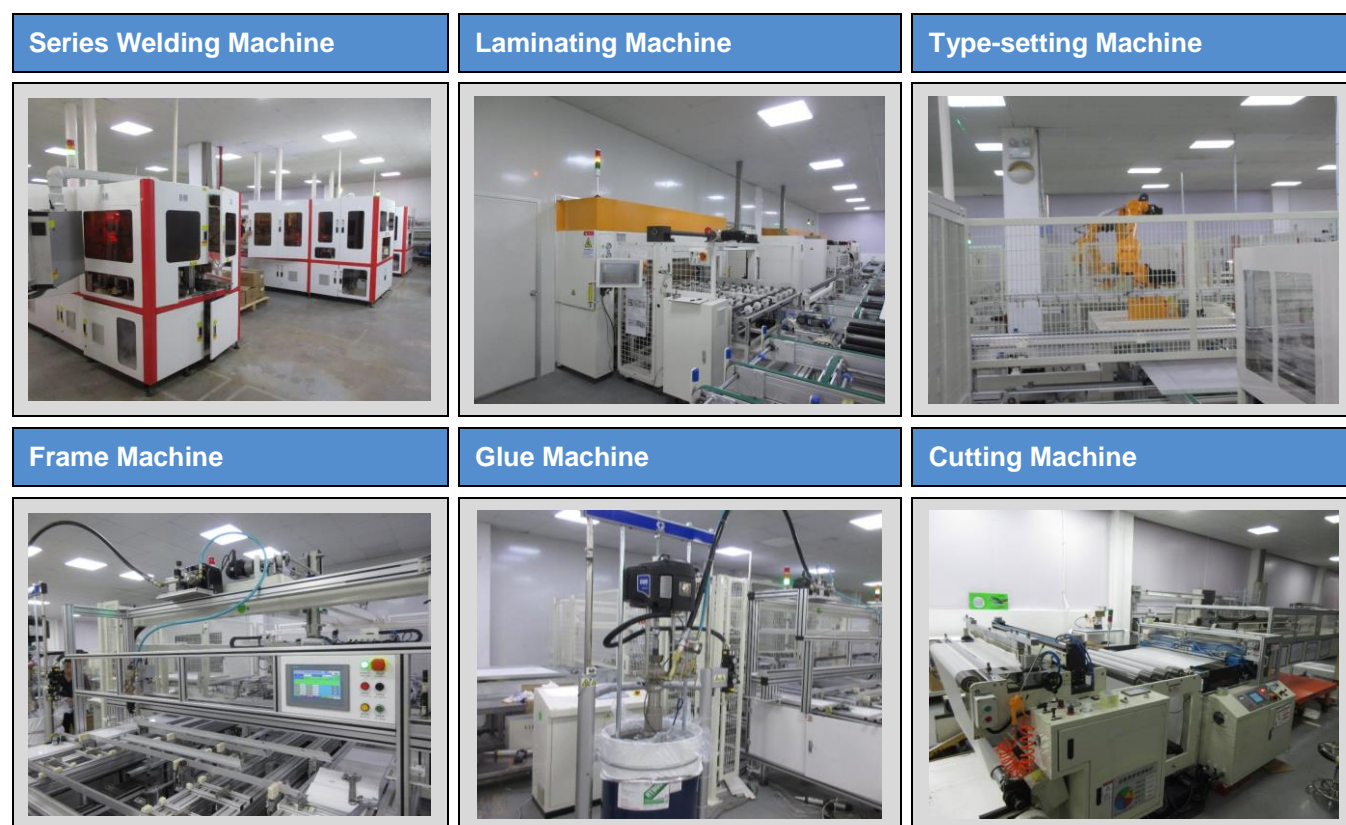 Series Welding Machine
Laminating Machine
Type-setting Machine
Frame Machine
Glue Machine
Cutting Machine